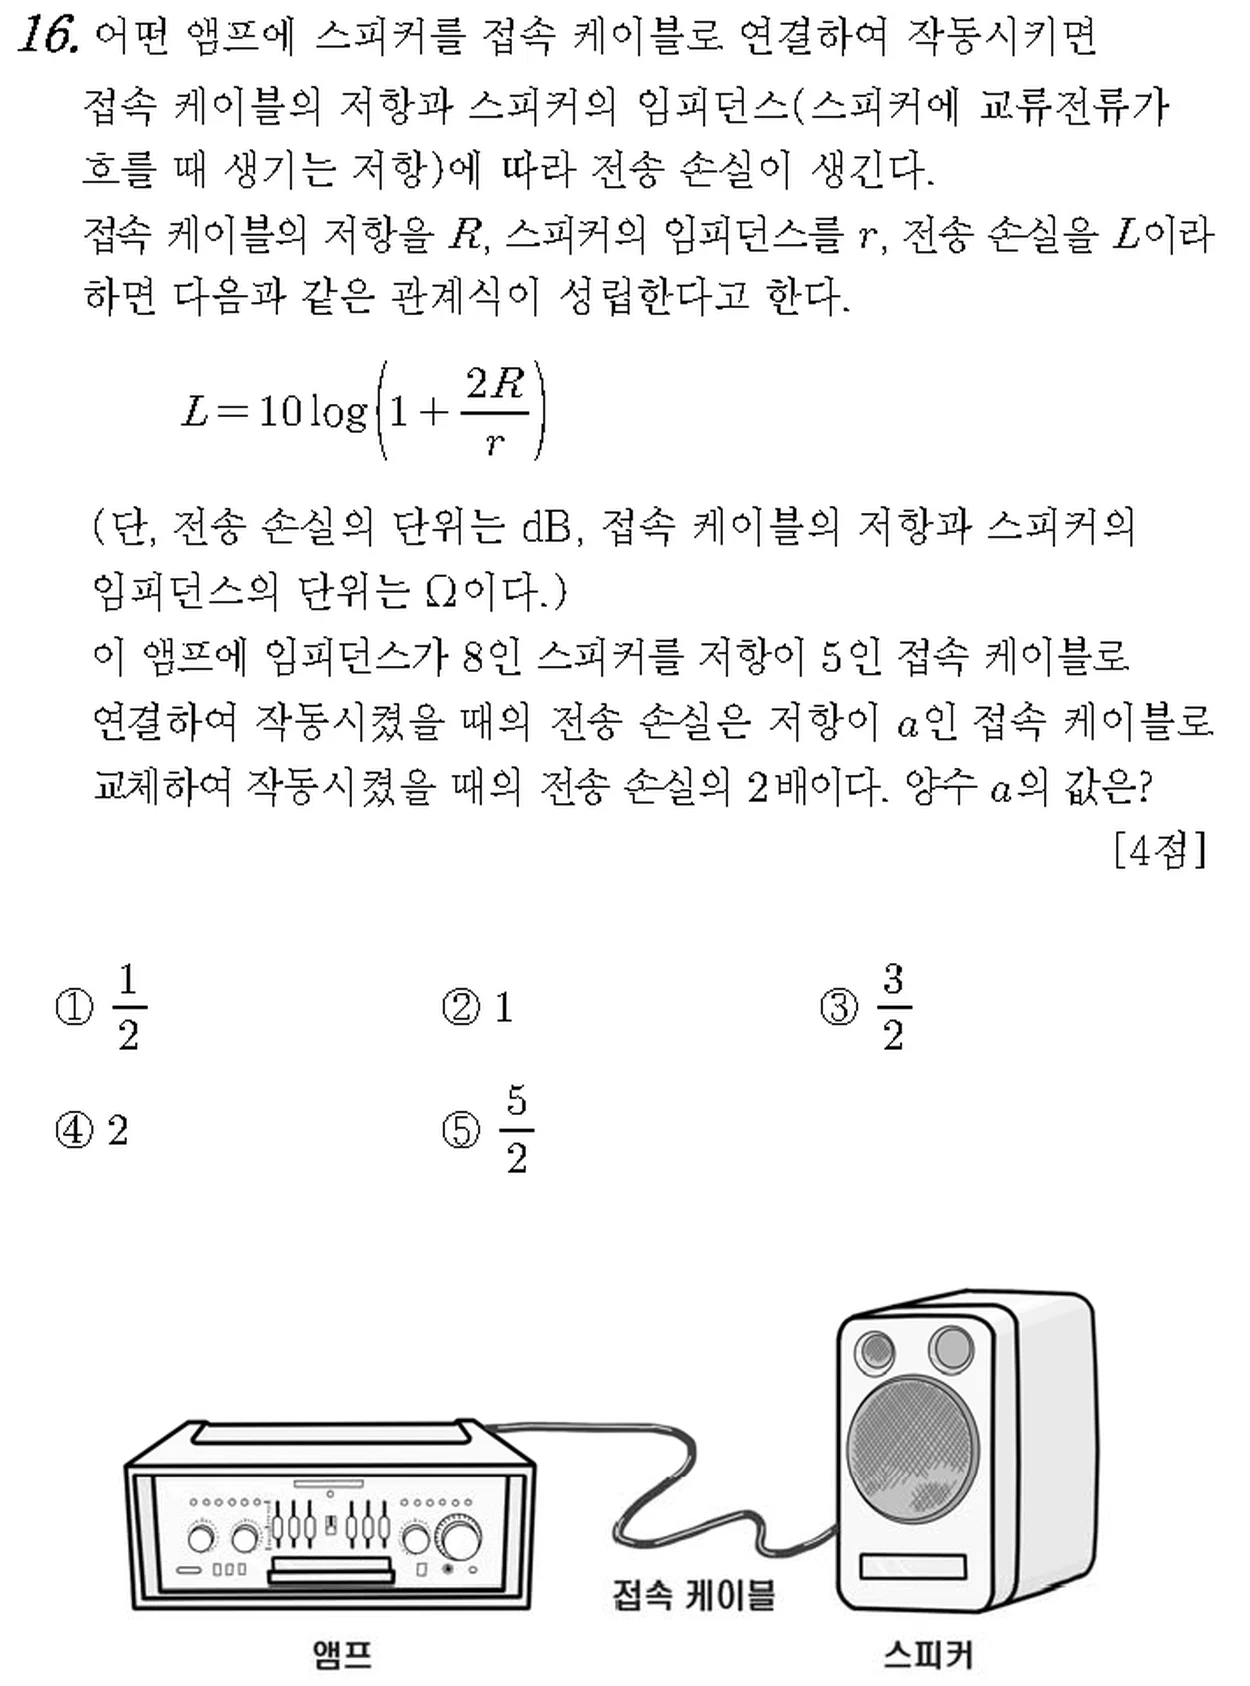 16. 어떤 앰프에 스피커를 접속 케이블로 연결하여 작동시키면
접속 케이블의 저항과 스피커의 임피던스(스피커에 교류전류가
흐를 때 생기는 저항)에 따라 전송 손실이 생긴다.
접속 케이블의 저항을 R, 스피커의 임피던스를 r, 전송 손실을 L이라
하면 다음과 같은 관계식이 성립한다고 한다.
L = 10 log(1 + 2R/r)
(단, 전송 손실의 단위는 dB, 접속 케이블의 저항과 스피커의
임피던스의 단위는 Ω이다.)
이 앰프에 임피던스가 8인 스피커를 저항이 5인 접속 케이블로
연결하여 작동시켰을 때의 전송 손실은 저항이 a인 접속 케이블로
교체하여 작동시켰을 때의 전송 손실의 2배이다. 양수 a의 값은?
[4점]
① 1/2 ② 1 ③ 3/2
④ 2 ⑤ 5/2
접속 케이블
앰프 스피커